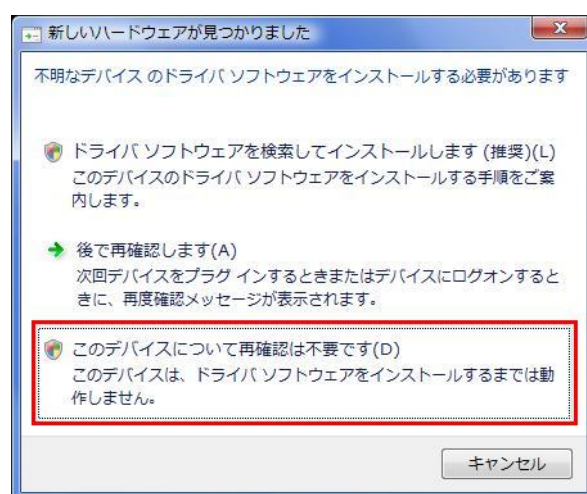 新しいハードウェアが見つかりました
不明なデバイス のドライバ ソフトウェアをインストールする必要があります
ドライバ ソフトウェアを検索してインストールします (推奨)(L)
このデバイスのドライバ ソフトウェアをインストールする手順をご案
内します。
後で再確認します(A)
次回デバイスをプラグ インするときまたはデバイスにログオンすると
きに、再度確認メッセージが表示されます。
このデバイスについて再確認は不要です(D)
このデバイスは、ドライバ ソフトウェアをインストールするまでは動
作しません。
キャンセル